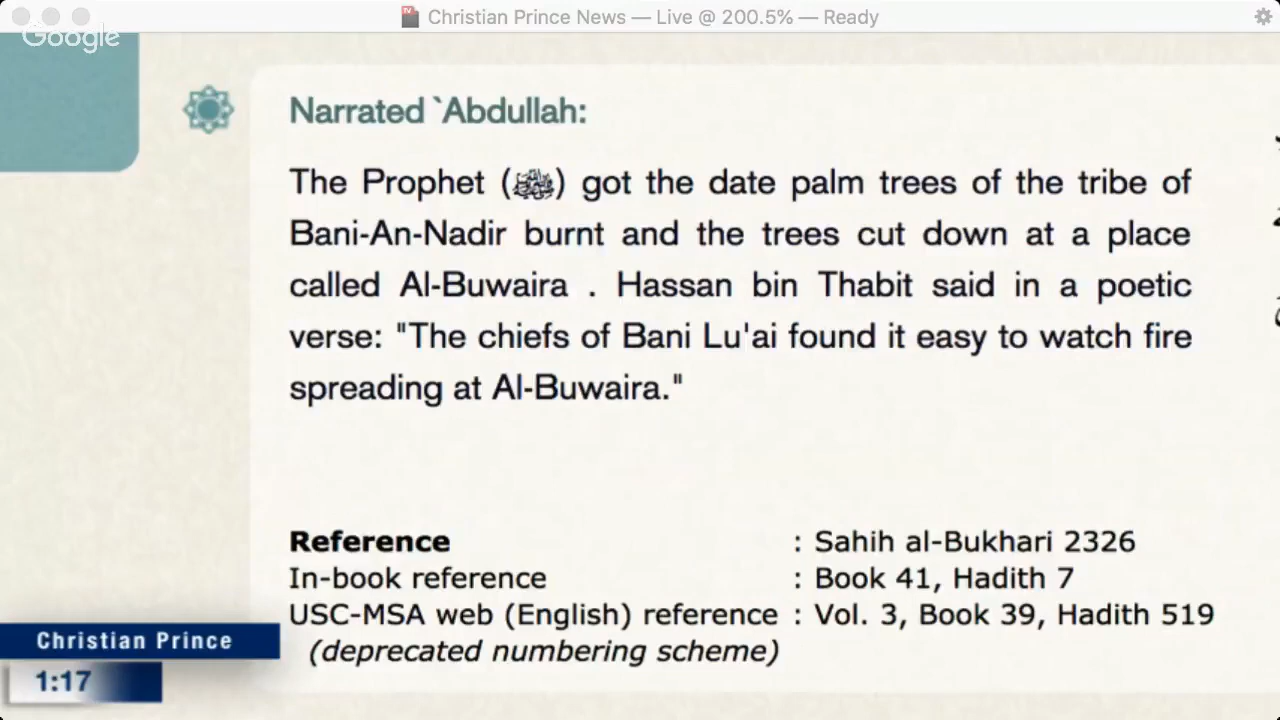 Christian Prince News — Live @ 200.5% — Ready
Google
Narrated `Abdullah:
The Prophet (ﷺ) got the date palm trees of the tribe of
Bani-An-Nadir burnt and the trees cut down at a place
called Al-Buwaira . Hassan bin Thabit said in a poetic
verse: "The chiefs of Bani Lu'ai found it easy to watch fire
spreading at Al-Buwaira."
Reference : Sahih al-Bukhari 2326
In-book reference : Book 41, Hadith 7
USC-MSA web (English) reference : Vol. 3, Book 39, Hadith 519
(deprecated numbering scheme)
Christian Prince
1:17